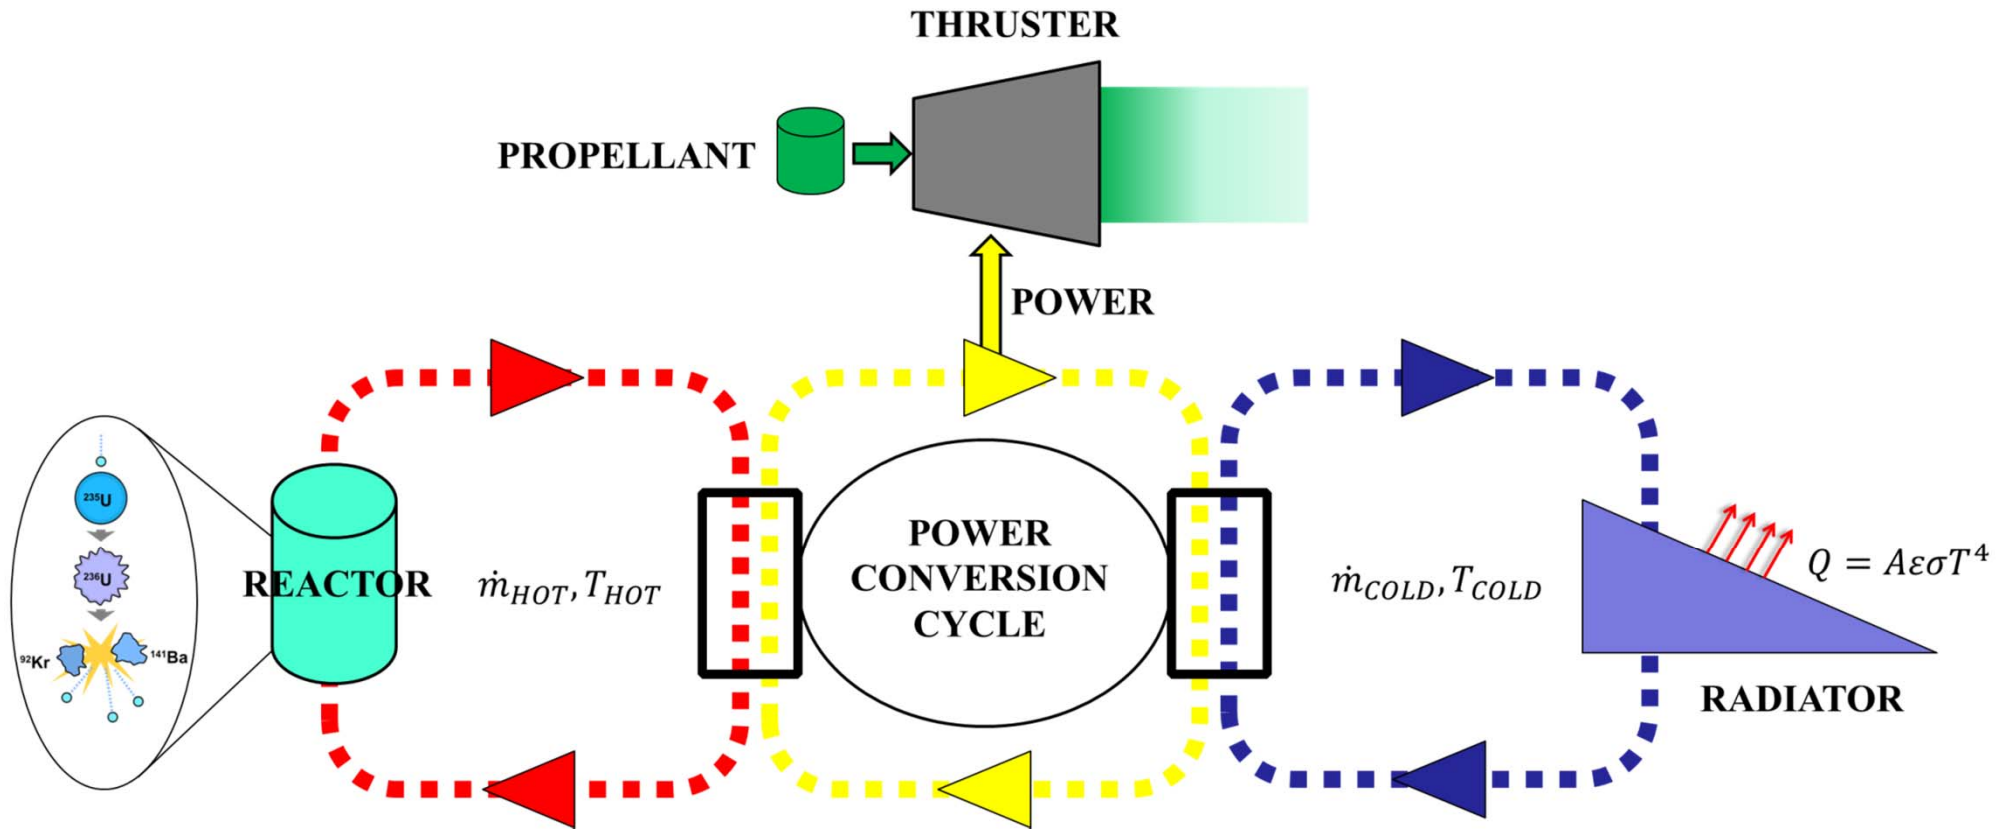 THRUSTER
PROPELLANT
POWER
²³⁵U
²³⁶U
⁹²Kr
¹⁴¹Ba
REACTOR
ṁ_HOT, T_HOT
POWER
CONVERSION
CYCLE
ṁ_COLD, T_COLD
Q = AεσT⁴
RADIATOR